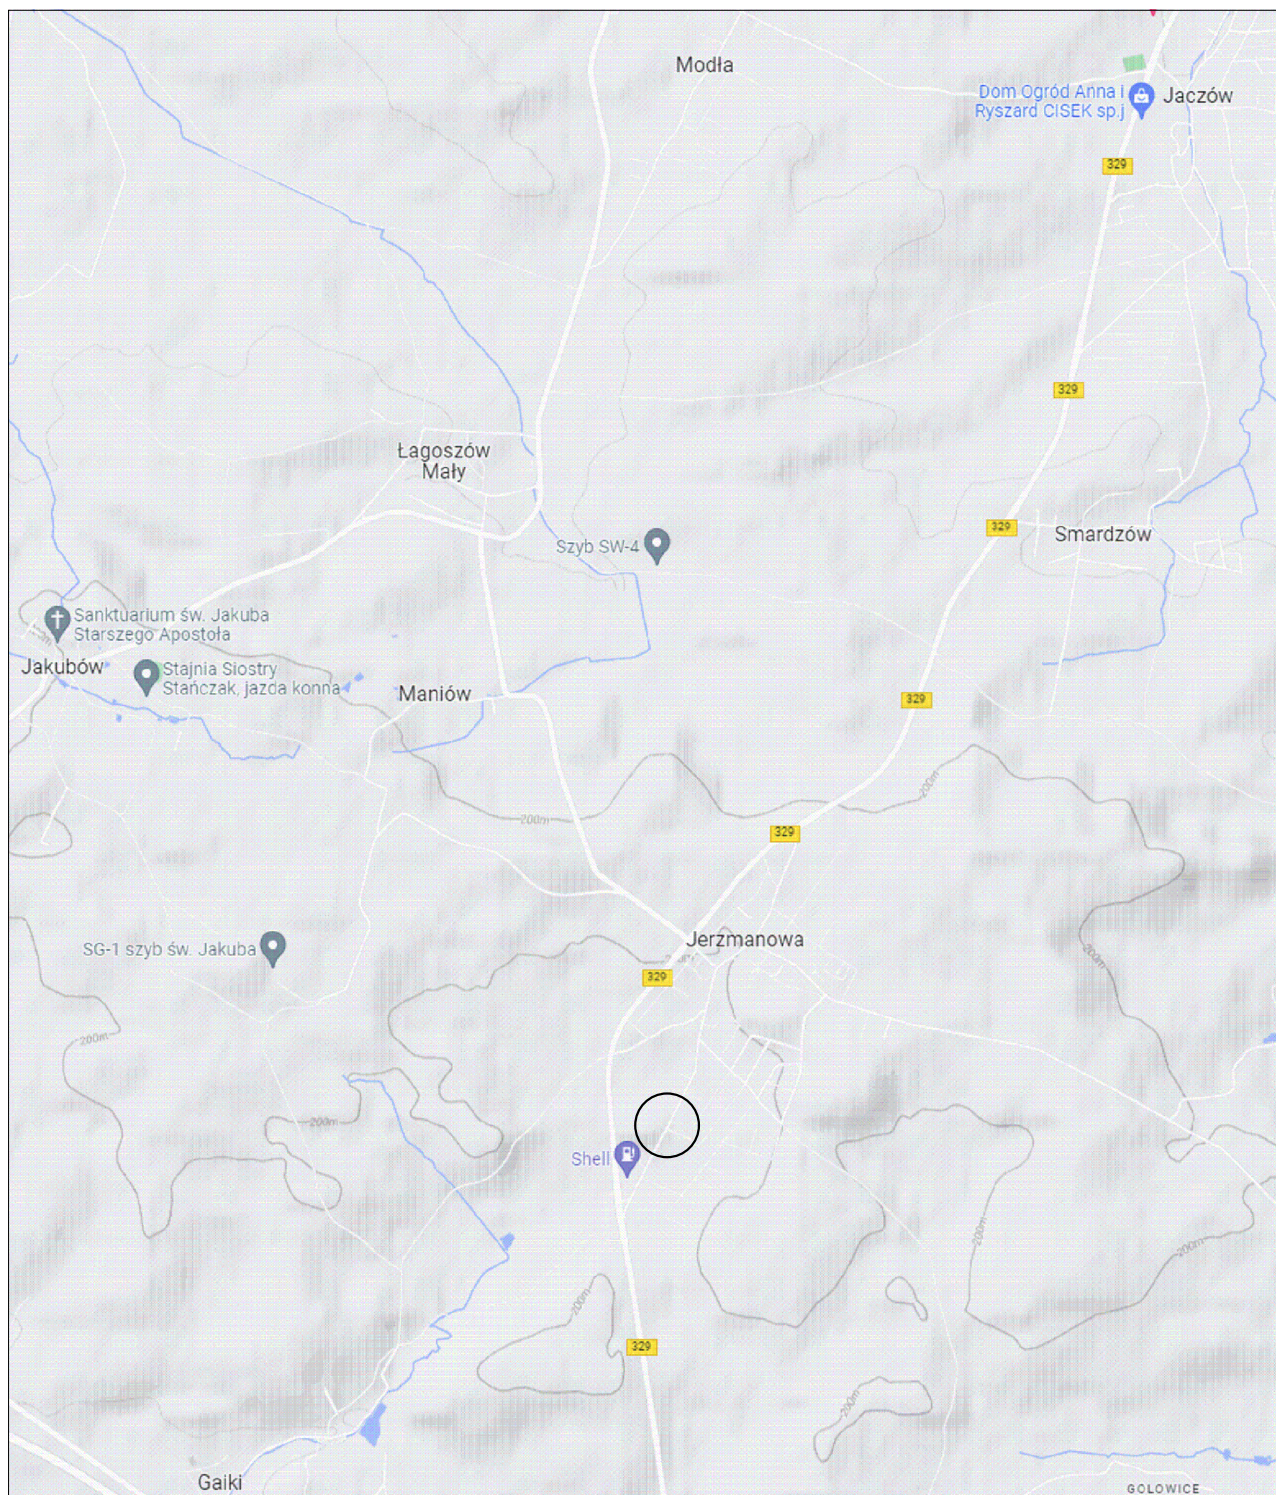 Modła
Dom Ogród Anna i
Ryszard CISEK sp.j
Jaczów
329
329
Łagoszów
Mały
329
Smardzów
Szyb SW-4
Sanktuarium św. Jakuba
Starszego Apostoła
Jakubów
Stajnia Siostry
Stańczak, jazda konna
Maniów
329
200m
200m
329
Jerzmanowa
SG-1 szyb św. Jakuba
200m
329
200m
200m
Shell
200m
200m
200m
329
200m
Gaiki
GOLOWICE